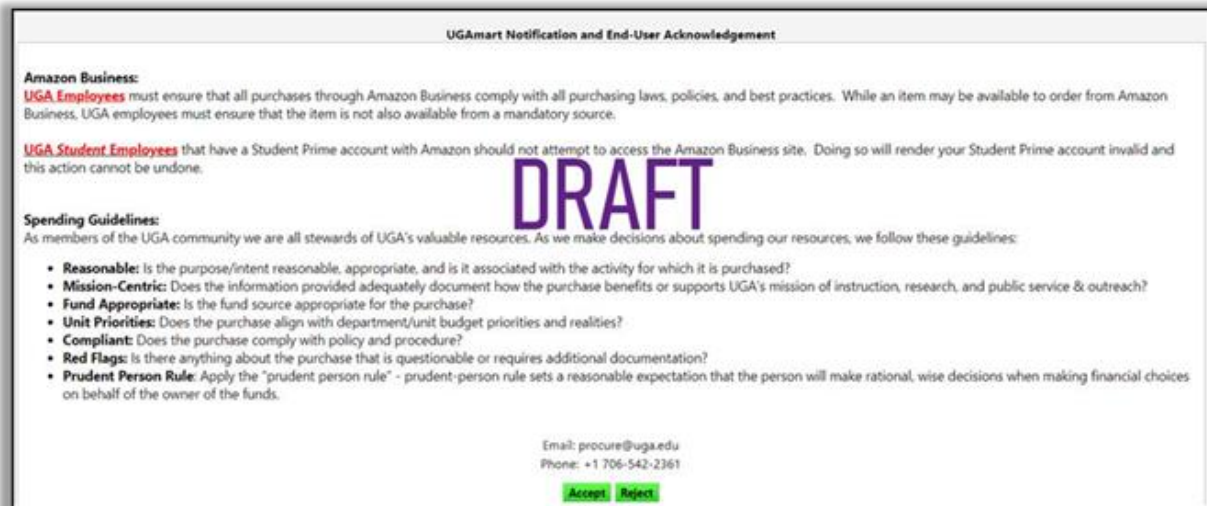 UGAmart Notification and End-User Acknowledgement
Amazon Business:
UGA Employees must ensure that all purchases through Amazon Business comply with all purchasing laws, policies, and best practices. While an item may be available to order from Amazon
Business, UGA employees must ensure that the item is not also available from a mandatory source.
UGA Student Employees that have a Student Prime account with Amazon should not attempt to access the Amazon Business site. Doing so will render your Student Prime account invalid and
this action cannot be undone.
DRAFT
Spending Guidelines:
As members of the UGA community we are all stewards of UGA's valuable resources. As we make decisions about spending our resources, we follow these guidelines:
• Reasonable: Is the purpose/intent reasonable, appropriate, and is it associated with the activity for which it is purchased?
• Mission-Centric: Does the information provided adequately document how the purchase benefits or supports UGA's mission of instruction, research, and public service & outreach?
• Fund Appropriate: Is the fund source appropriate for the purchase?
• Unit Priorities: Does the purchase align with department/unit budget priorities and realities?
• Compliant: Does the purchase comply with policy and procedure?
• Red Flags: Is there anything about the purchase that is questionable or requires additional documentation?
• Prudent Person Rule: Apply the "prudent person rule" - prudent-person rule sets a reasonable expectation that the person will make rational, wise decisions when making financial choices
on behalf of the owner of the funds.
Email: procure@uga.edu
Phone: +1 706-542-2361
Accept Reject